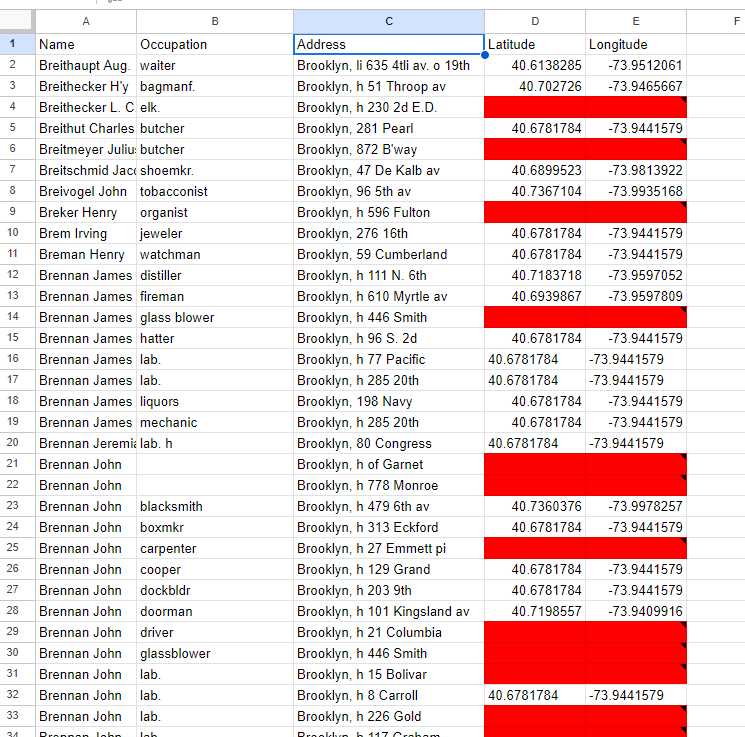 A B C D E F
1 Name Occupation Address Latitude Longitude
2 Breithaupt Aug. waiter Brooklyn, li 635 4tli av. o 19th 40.6138285 -73.9512061
3 Breithecker H'y bagmanf. Brooklyn, h 51 Throop av 40.702726 -73.9465667
4 Breithecker L. C elk. Brooklyn, h 230 2d E.D.
5 Breithut Charles butcher Brooklyn, 281 Pearl 40.6781784 -73.9441579
6 Breitmeyer Juliu butcher Brooklyn, 872 B'way
7 Breitschmid Jac shoemkr. Brooklyn, 47 De Kalb av 40.6899523 -73.9813922
8 Breivogel John tobacconist Brooklyn, 96 5th av 40.7367104 -73.9935168
9 Breker Henry organist Brooklyn, h 596 Fulton
10 Brem Irving jeweler Brooklyn, 276 16th 40.6781784 -73.9441579
11 Breman Henry watchman Brooklyn, 59 Cumberland 40.6781784 -73.9441579
12 Brennan James distiller Brooklyn, h 111 N. 6th 40.7183718 -73.9597052
13 Brennan James fireman Brooklyn, h 610 Myrtle av 40.6939867 -73.9597809
14 Brennan James glass blower Brooklyn, h 446 Smith
15 Brennan James hatter Brooklyn, h 96 S. 2d 40.6781784 -73.9441579
16 Brennan James lab. Brooklyn, h 77 Pacific 40.6781784 -73.9441579
17 Brennan James lab. Brooklyn, h 285 20th 40.6781784 -73.9441579
18 Brennan James liquors Brooklyn, 198 Navy 40.6781784 -73.9441579
19 Brennan James mechanic Brooklyn, h 285 20th 40.6781784 -73.9441579
20 Brennan Jeremia lab. h Brooklyn, 80 Congress 40.6781784 -73.9441579
21 Brennan John Brooklyn, h of Garnet
22 Brennan John Brooklyn, h 778 Monroe
23 Brennan John blacksmith Brooklyn, h 479 6th av 40.7360376 -73.9978257
24 Brennan John boxmkr Brooklyn, h 313 Eckford 40.6781784 -73.9441579
25 Brennan John carpenter Brooklyn, h 27 Emmett pi
26 Brennan John cooper Brooklyn, h 129 Grand 40.6781784 -73.9441579
27 Brennan John dockbldr Brooklyn, h 203 9th 40.6781784 -73.9441579
28 Brennan John doorman Brooklyn, h 101 Kingsland av 40.7198557 -73.9409916
29 Brennan John driver Brooklyn, h 21 Columbia
30 Brennan John glassblower Brooklyn, h 446 Smith
31 Brennan John lab. Brooklyn, h 15 Bolivar
32 Brennan John lab. Brooklyn, h 8 Carroll 40.6781784 -73.9441579
33 Brennan John lab. Brooklyn, h 226 Gold
34 Brennan John lab. Brooklyn, h 117 Graham